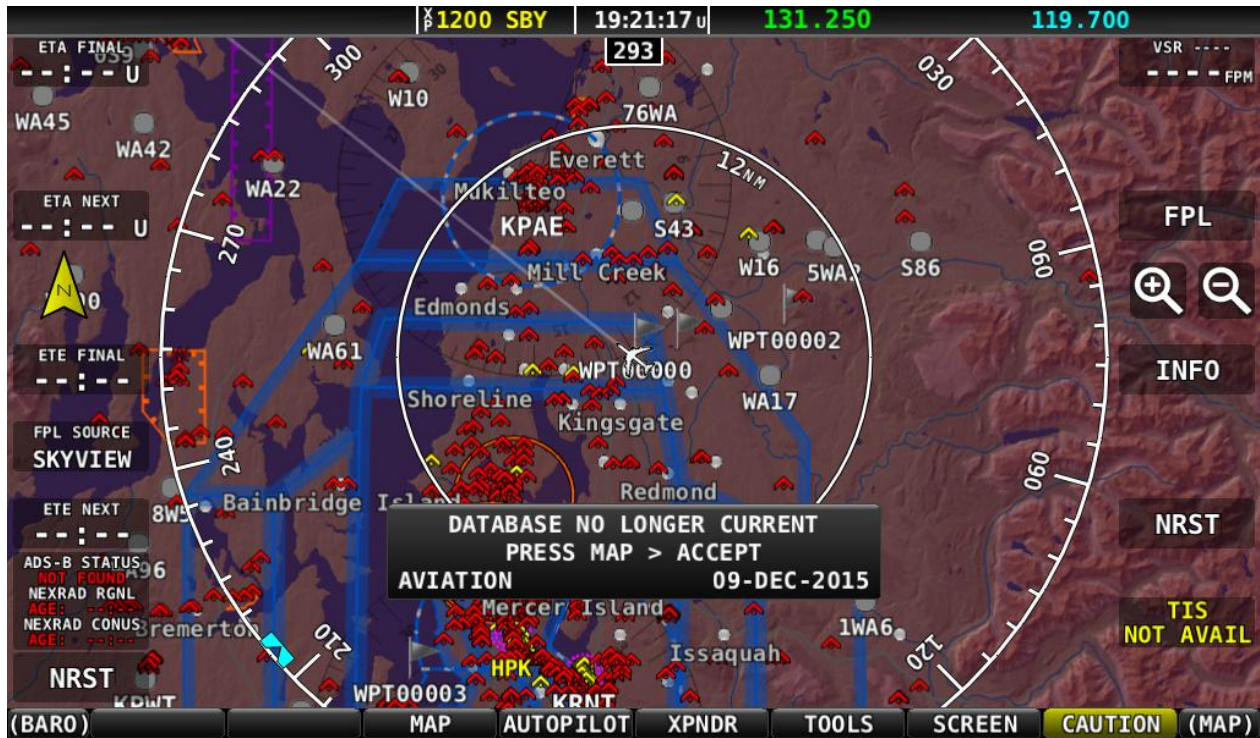 XP 1200 SBY 19:21:17 U 131.250 119.700
ETA FINAL
--:-- U
0S9
300
293
030
VSR ----
---- FPM
W10
76WA
WA45
WA42
Everett
12NM
WA22
Mukilteo
ETA NEXT
--:-- U
KPAE
S43
FPL
270
060
Mill Creek
W16
5WA2
S86
N
Edmonds
WPT00002
WA61
ETE FINAL
--:--
WPT00000
INFO
Shoreline
WA17
Kingsgate
FPL SOURCE
SKYVIEW
240
090
Redmond
ETE NEXT
--:--
8W5
Bainbridge Island
NRST
DATABASE NO LONGER CURRENT
PRESS MAP > ACCEPT
AVIATION 09-DEC-2015
ADS-B STATUS
NOT FOUND
NEXRAD RGNL
AGE: --:--
NEXRAD CONUS
AGE: --:--
Mercer Island
TIS
NOT AVAIL
Bremerton
210
1WA6
120
Issaquah
NRST
HPK
WPT00003
KRNT
KPWT
(BARO) MAP AUTOPILOT XPNDR TOOLS SCREEN CAUTION (MAP)